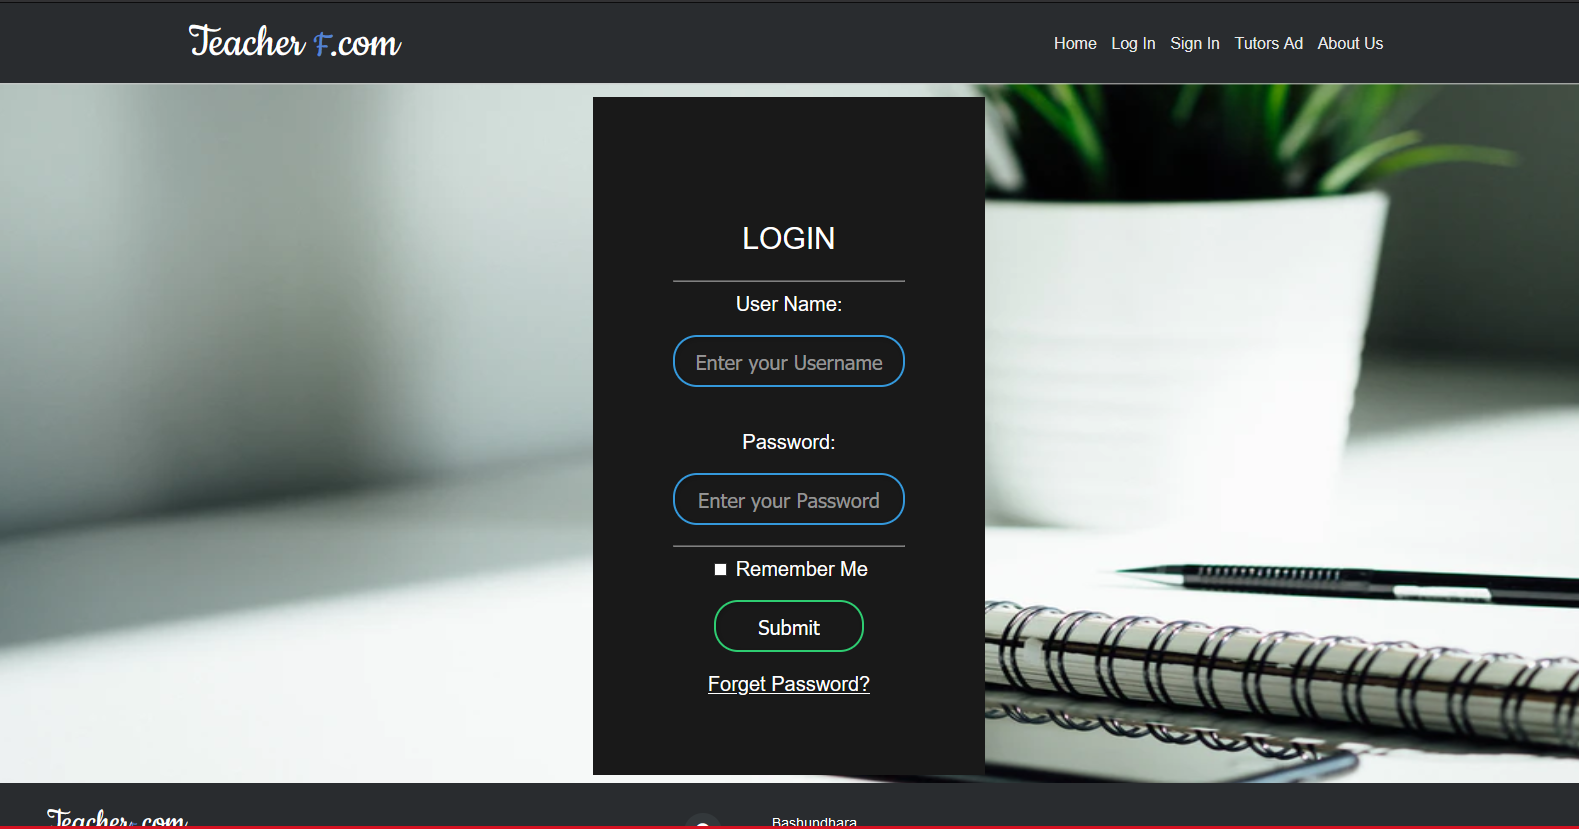 Teacher F.com
Home Log In Sign In Tutors Ad About Us
LOGIN
User Name:
Enter your Username
Password:
Enter your Password
Remember Me
Submit
Forget Password?
Teacher F.com
Bashundhara